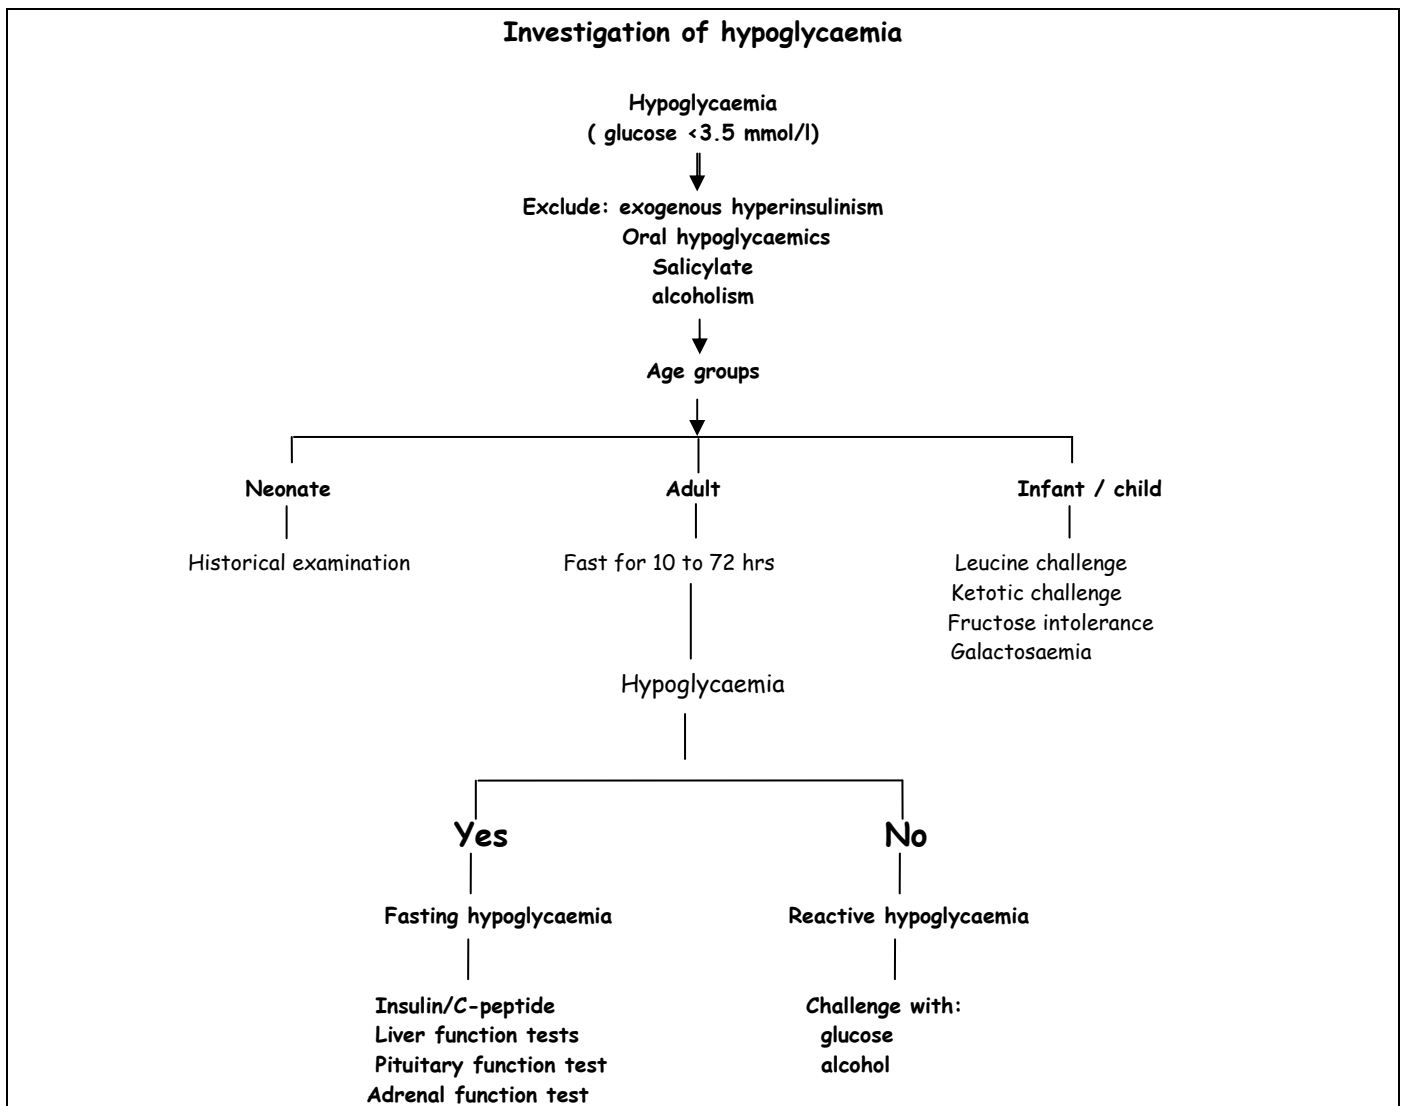 Investigation of hypoglycaemia
Hypoglycaemia
( glucose <3.5 mmol/l)
Exclude: exogenous hyperinsulinism
Oral hypoglycaemics
Salicylate
alcoholism
Age groups
Neonate
Adult
Infant / child
Historical examination
Fast for 10 to 72 hrs
Leucine challenge
Ketotic challenge
Fructose intolerance
Galactosaemia
Hypoglycaemia
Yes
No
Fasting hypoglycaemia
Reactive hypoglycaemia
Insulin/C-peptide
Liver function tests
Pituitary function test
Adrenal function test
Challenge with:
glucose
alcohol